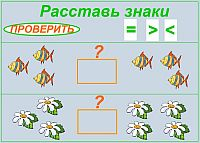 Расставь знаки
ПРОВЕРИТЬ = > <
?
?